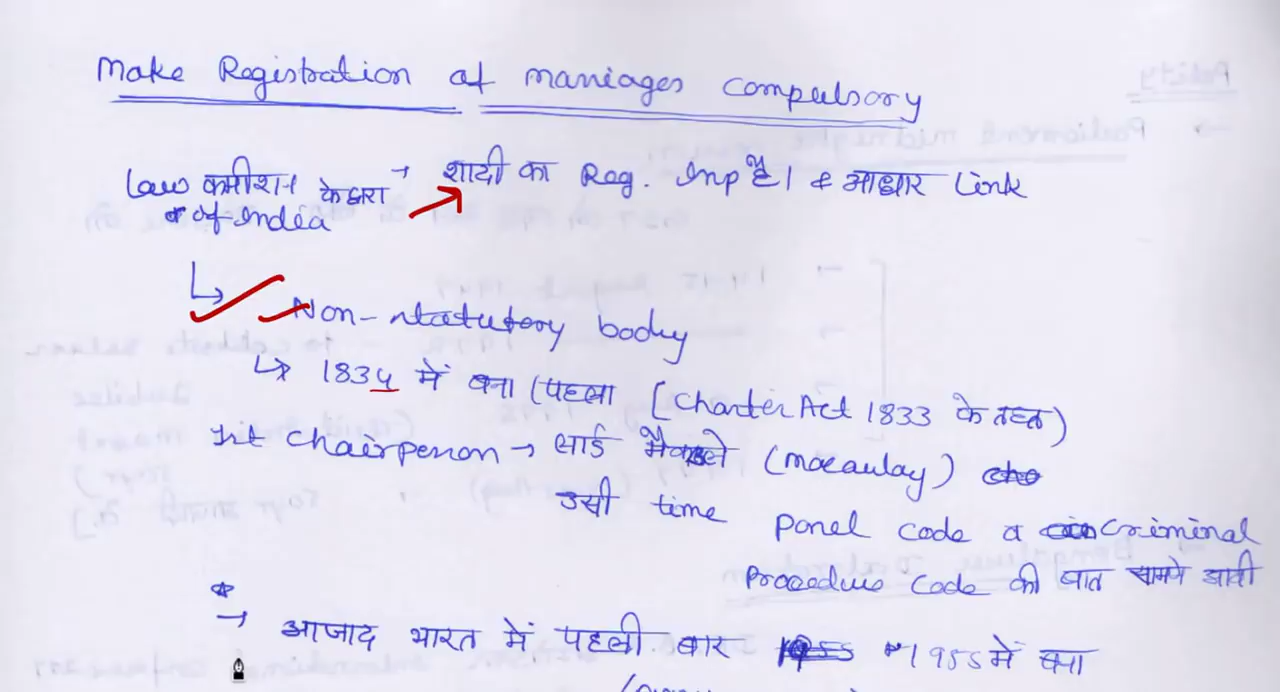 Make Registration of marriages compulsory
Law कमीशन के द्वारा → शादी का Reg. Imp है। & आधार Link
of India
↳ Non-statutory body
↳ 1834 में बना (पहला [Charter Act 1833 के तहत)
1st Chairperson → लार्ड मैकाले (Macaulay)
उसी time Panel Code व Criminal
Procedure Code की बात सामने आयी
→ आजाद भारत में पहली बार 1955 में बना